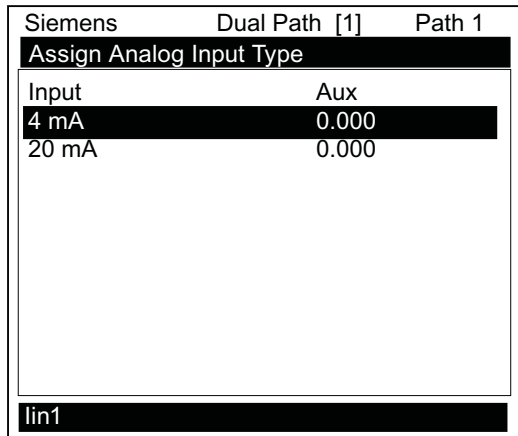 Siemens Dual Path [1] Path 1
Assign Analog Input Type
Input Aux
4 mA 0.000
20 mA 0.000
Iin1